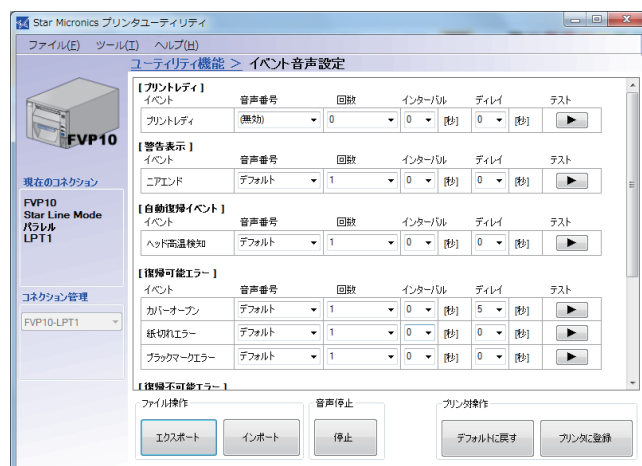 Star Micronics プリンタユーティリティ
ファイル(F) ツール(T) ヘルプ(H)
ユーティリティ機能 > イベント音声設定
FVP10
現在のコネクション
FVP10
Star Line Mode
パラレル
LPT1
コネクション管理
FVP10-LPT1
[プリントレディ]
イベント 音声番号 回数 インターバル ディレイ テスト
プリントレディ (無効) 0 0 [秒] 0 [秒]
[警告表示]
イベント 音声番号 回数 インターバル ディレイ テスト
ニアエンド デフォルト 1 0 [秒] 0 [秒]
[自動復帰イベント]
イベント 音声番号 回数 インターバル ディレイ テスト
ヘッド高温検知 デフォルト 1 0 [秒] 0 [秒]
[復帰可能エラー]
イベント 音声番号 回数 インターバル ディレイ テスト
カバーオープン デフォルト 1 0 [秒] 5 [秒]
紙切れエラー デフォルト 1 0 [秒] 0 [秒]
ブラックマークエラー デフォルト 1 0 [秒] 0 [秒]
[復帰不可能エラー]
ファイル操作 音声停止 プリンタ操作
エクスポート インポート 停止 デフォルトに戻す プリンタに登録